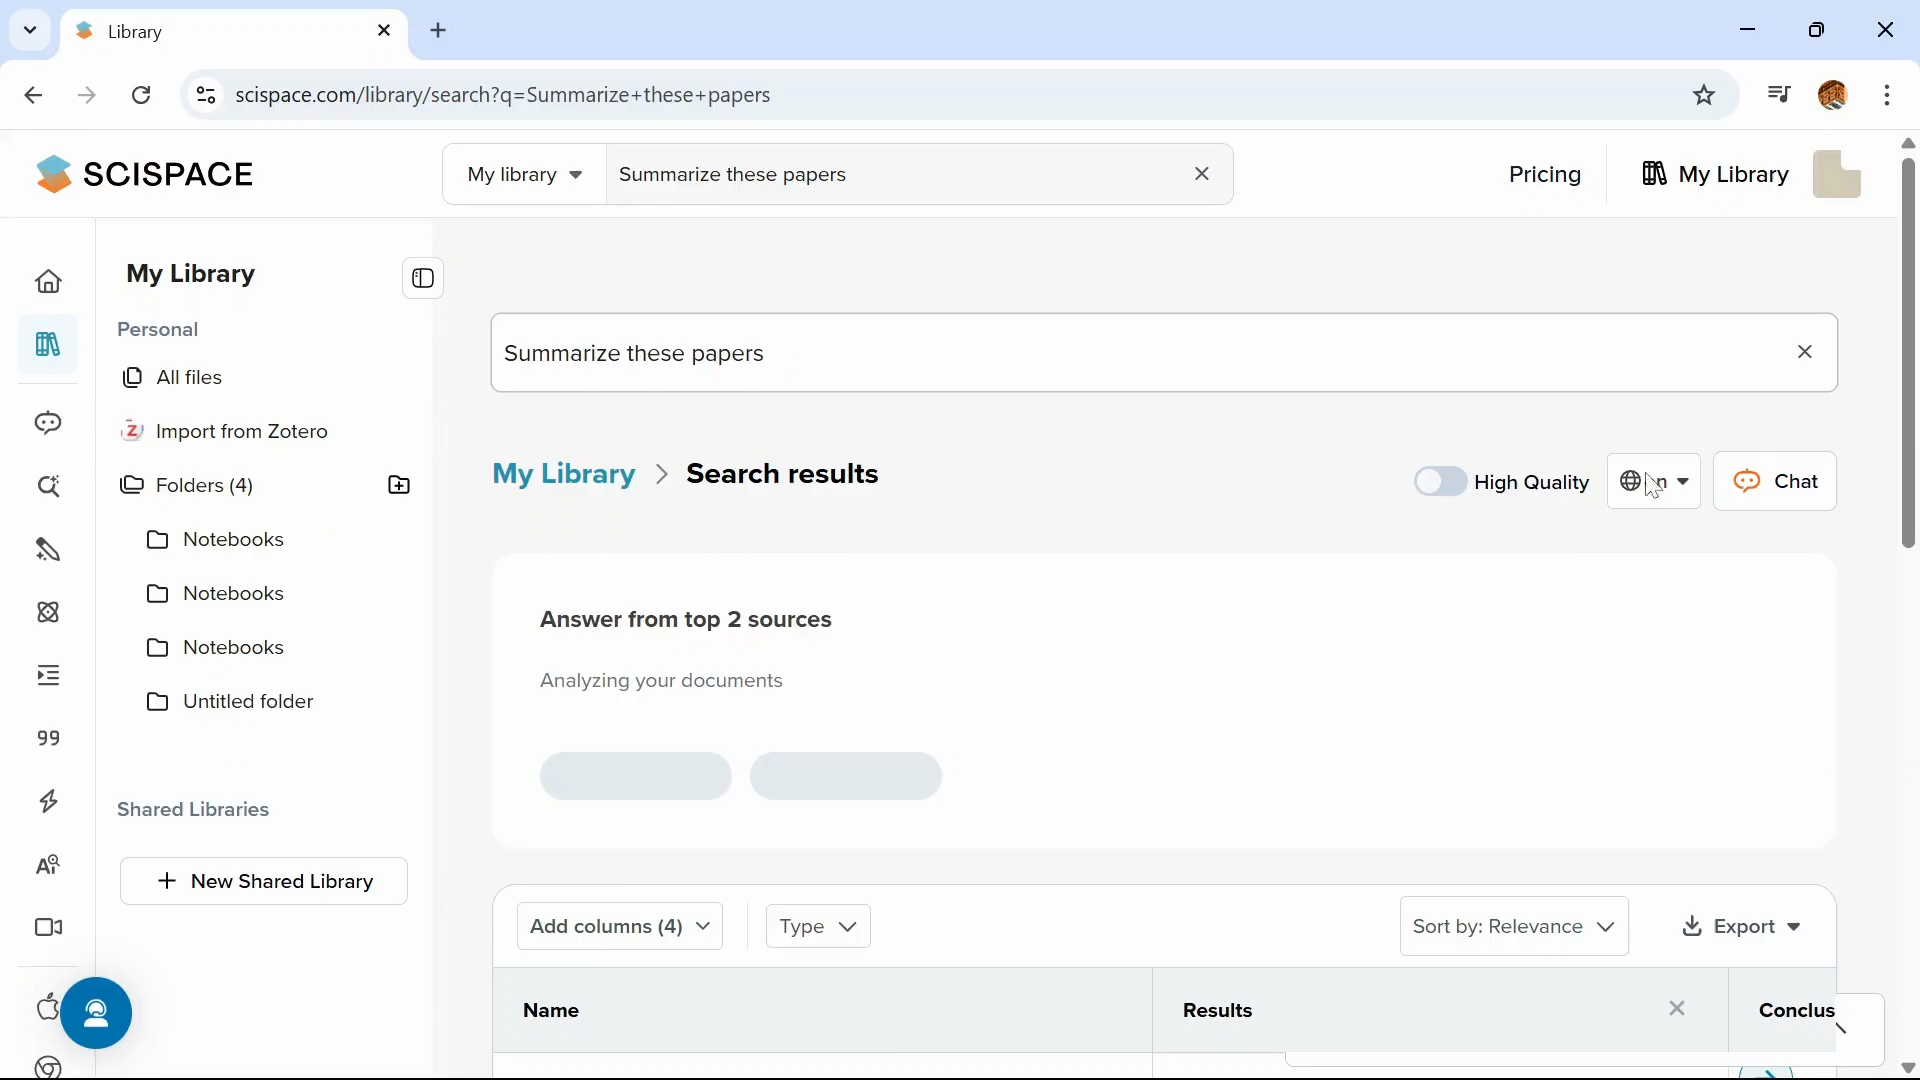 Library
scispace.com/library/search?q=Summarize+these+papers
SCISPACE
My library
Summarize these papers
Pricing
My Library
My Library
Personal
All files
Import from Zotero
Folders (4)
Notebooks
Notebooks
Notebooks
Untitled folder
Shared Libraries
+ New Shared Library
Summarize these papers
My Library > Search results
High Quality
Chat
Answer from top 2 sources
Analyzing your documents
Add columns (4)
Type
Sort by: Relevance
Export
Name
Results
Conclus